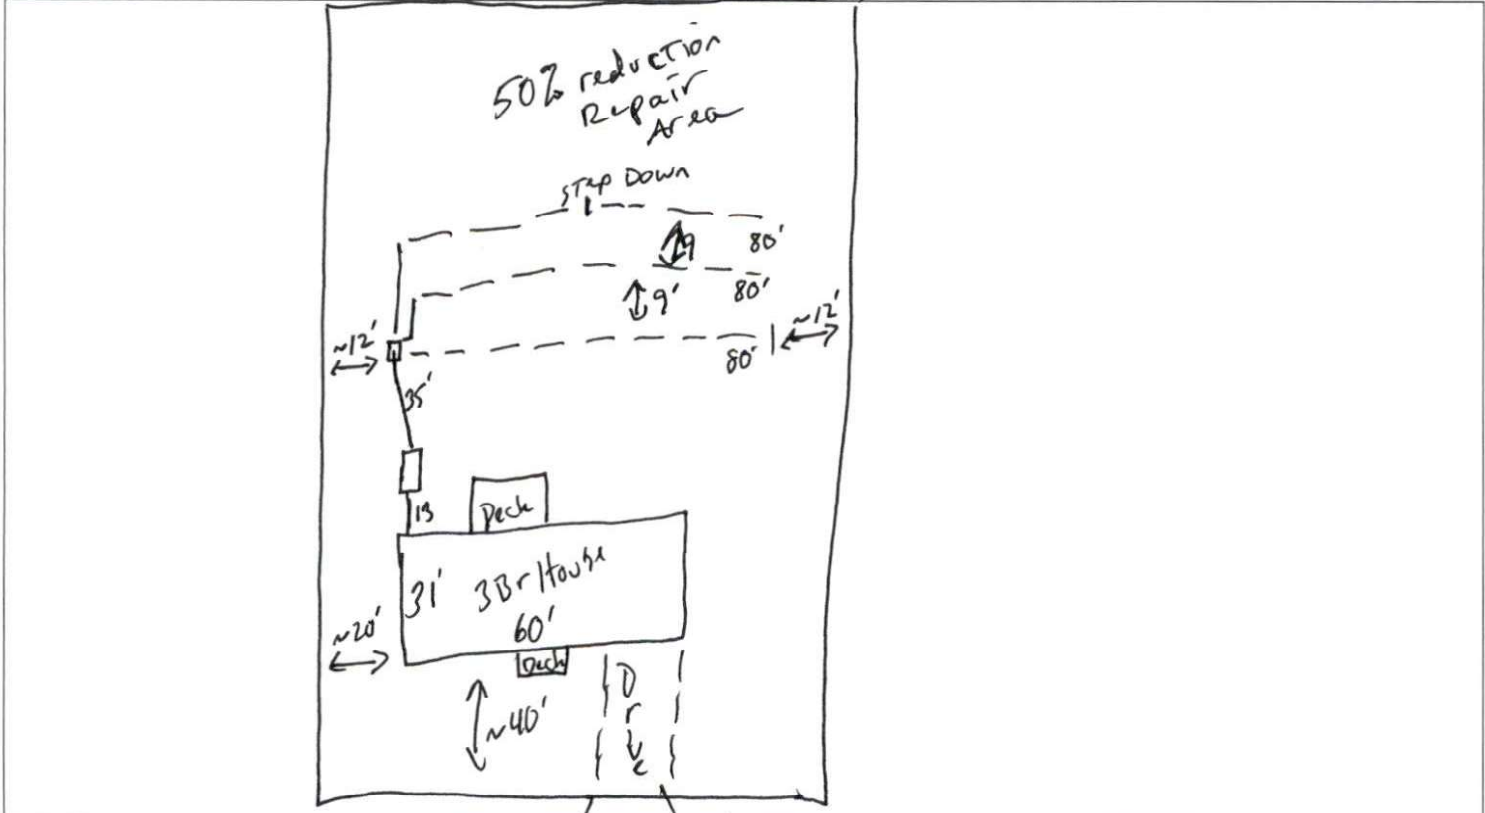 50% reduction
Repair
Area
Step Down
9
80'
9'
80'
~12'
~12'
80'
35'
13
Deck
31'
3Br House
60'
~20'
Deck
~40'
Drive